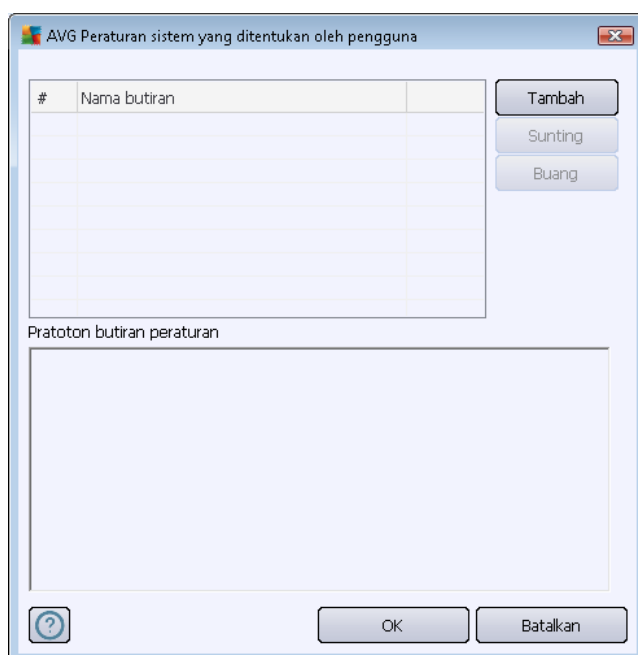 AVG Peraturan sistem yang ditentukan oleh pengguna
# Nama butiran
Tambah
Sunting
Buang
Pratoton butiran peraturan
?
OK
Batalkan